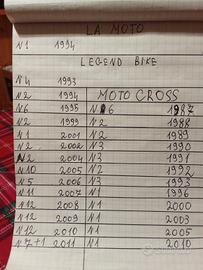 LA MOTO
N 1 1994
LEGEND BIKE
N 4 1993
N 2 1994
N 6 1995
N 2 1999
N 1 2001
N 2 2002
N 2 2004
N 10 2005
N 5 2006
N 11 2007
N 12 2008
N 12 2009
N 12 2010
N 7+1 2011
MOTO CROSS
N 6 1987
N 2 1988
N 2 1989
N 3 1990
N 3 1991
N 2 1992
N 3 1993
N 1 1996
N 1 2000
N 1 2003
N 1 2005
N 1 2010